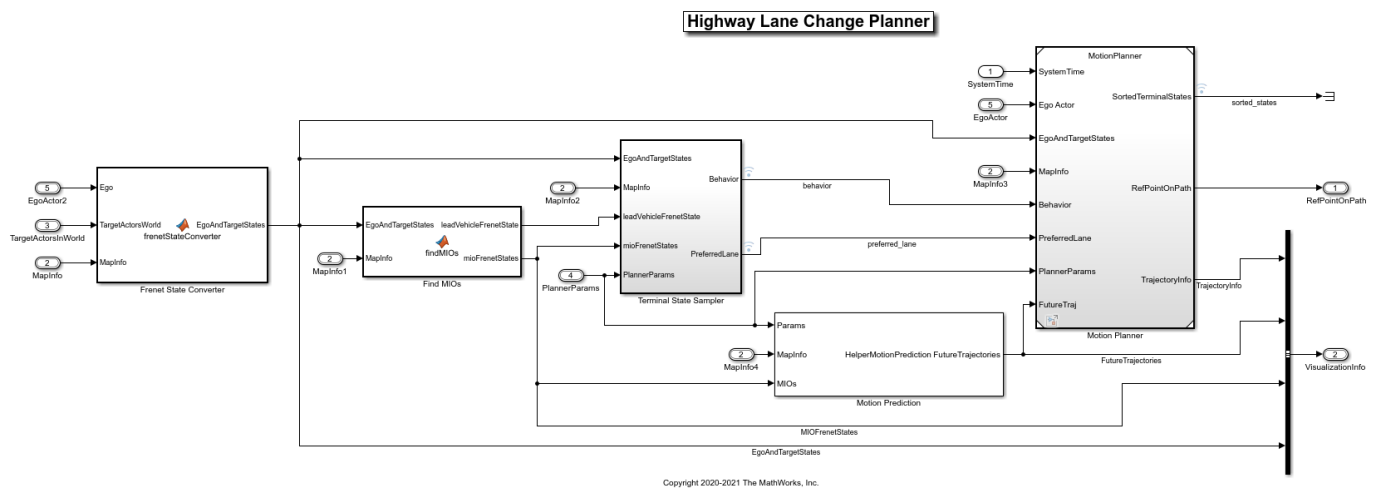 Highway Lane Change Planner
5
EgoActor2
3
TargetActorsInWorld
2
MapInfo
Ego
TargetActorsWorld
MapInfo
frenetStateConverter
EgoAndTargetStates
Frenet State Converter
2
MapInfo1
EgoAndTargetStates
MapInfo
findMIOs
leadVehicleFrenetState
mioFrenetStates
Find MIOs
2
MapInfo2
4
PlannerParams
EgoAndTargetStates
MapInfo
leadVehicleFrenetState
mioFrenetStates
PlannerParams
Behavior
PreferredLane
Terminal State Sampler
behavior
preferred_lane
2
MapInfo4
Params
MapInfo
MIOs
HelperMotionPrediction
FutureTrajectories
Motion Prediction
1
SystemTime
5
EgoActor
2
MapInfo3
MotionPlanner
SystemTime
Ego Actor
EgoAndTargetStates
MapInfo
Behavior
PreferredLane
PlannerParams
FutureTraj
SortedTerminalStates
RefPointOnPath
TrajectoryInfo
Motion Planner
sorted_states
1
RefPointOnPath
TrajectoryInfo
FutureTrajectories
2
VisualizationInfo
MIOFrenetStates
EgoAndTargetStates
Copyright 2020-2021 The MathWorks, Inc.